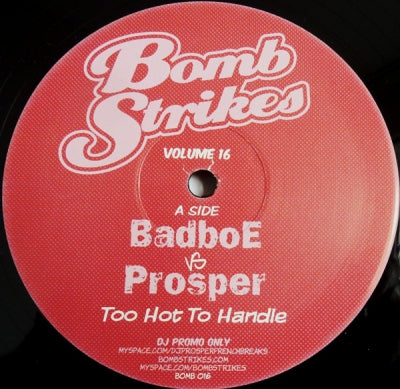 Bomb
Strikes
VOLUME 16
A SIDE
BadboE
VS
Prosper
Too Hot To Handle
DJ PROMO ONLY
MYSPACE.COM/DJPROSPERFRENCHBREAKS
BOMBSTRIKES.COM
MYSPACE.COM/BOMBSTRIKES
BOMB 016